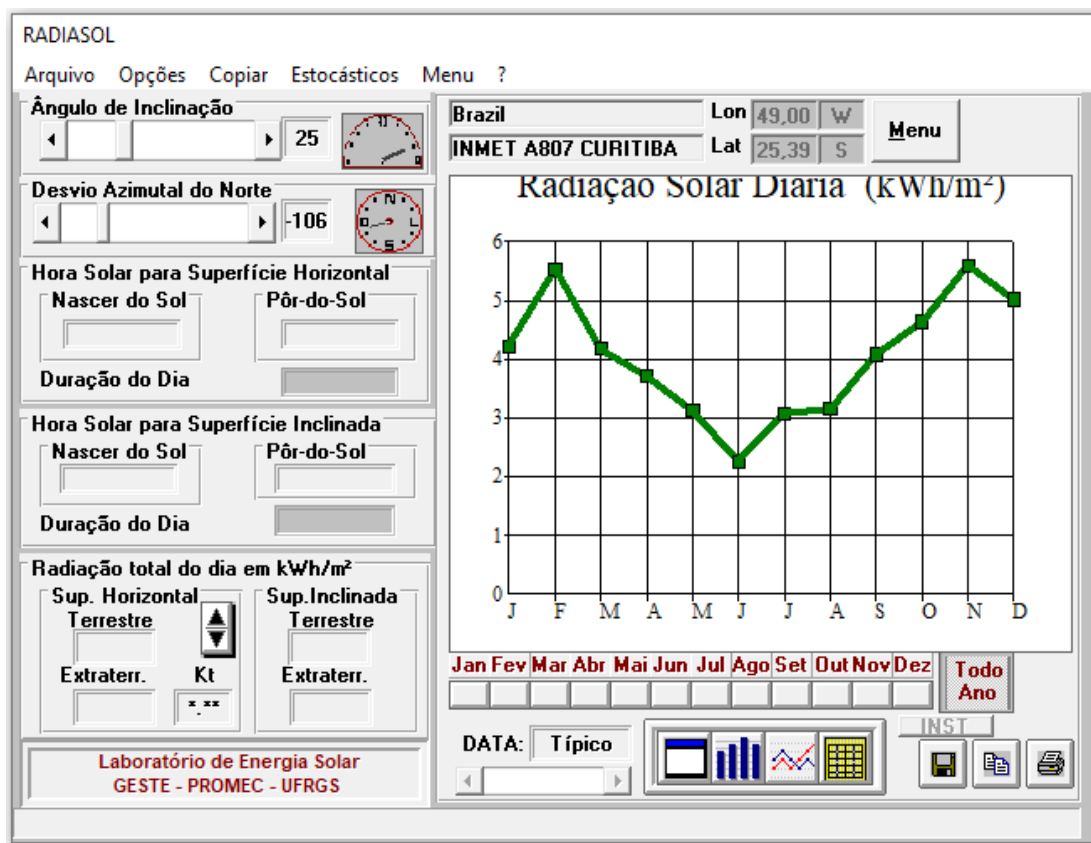 RADIASOL
Arquivo Opções Copiar Estocásticos Menu ?
Ângulo de Inclinação
25
Desvio Azimutal do Norte
-106
N
L
S
O
Hora Solar para Superfície Horizontal
Nascer do Sol Pôr-do-Sol
Duração do Dia
Hora Solar para Superfície Inclinada
Nascer do Sol Pôr-do-Sol
Duração do Dia
Radiação total do dia em kWh/m²
Sup. Horizontal Sup.Inclinada
Terrestre Terrestre
Extraterr. Kt Extraterr.
*.**
Laboratório de Energia Solar
GESTE - PROMEC - UFRGS
Brazil Lon 49,00 W
INMET A807 CURITIBA Lat 25,39 S
Menu
Radiação Solar Diária (kWh/m²)
6
5
4
3
2
1
0
J F M A M J J A S O N D
Jan Fev Mar Abr Mai Jun Jul Ago Set Out Nov Dez
Todo
Ano
INST
DATA: Típico